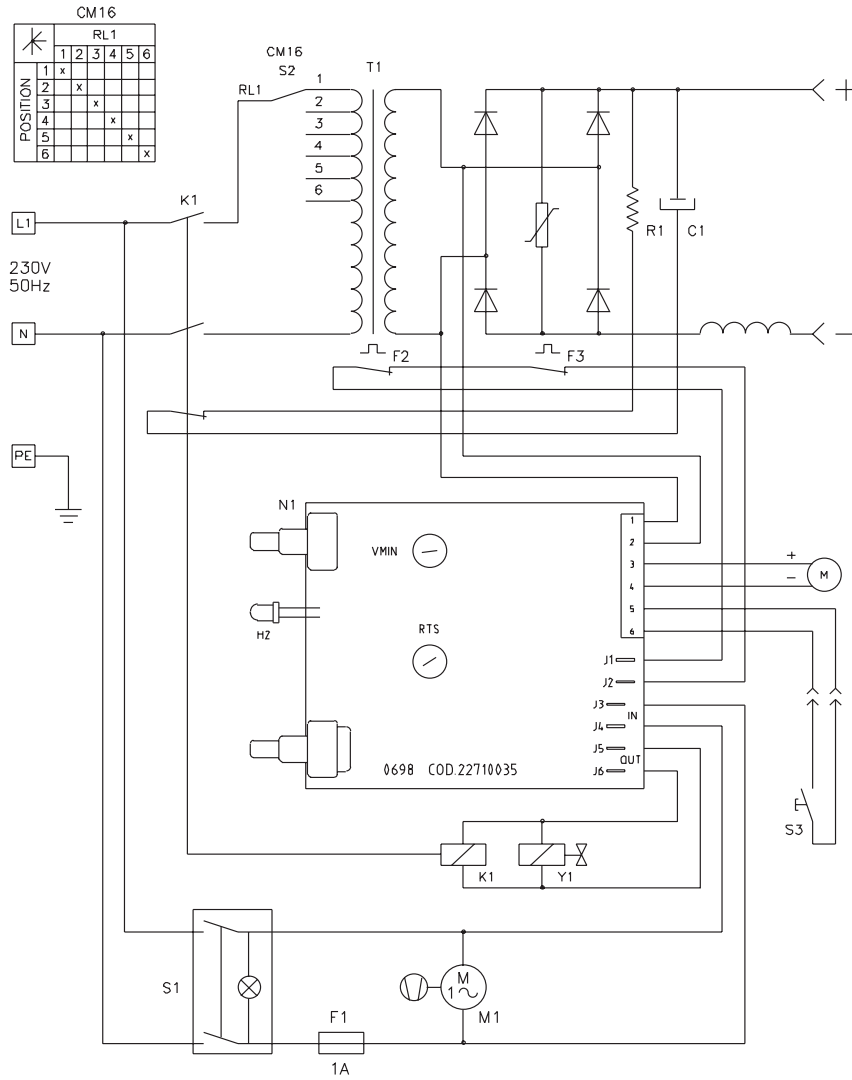 CM16
RL1
1 2 3 4 5 6
POSITION
1 x
2 x
3 x
4 x
5 x
6 x
CM16
S2
T1
RL1
1
2
3
4
5
6
+
K1
L1
R1
C1
230V
50Hz
N
−
F2
F3
PE
N1
VMIN
1
2
3
+
M
4
−
5
6
HZ
RTS
J1
J2
J3
IN
J4
J5
OUT
J6
0698 COD.22710035
S3
K1
Y1
S1
M
1~
M1
F1
1A